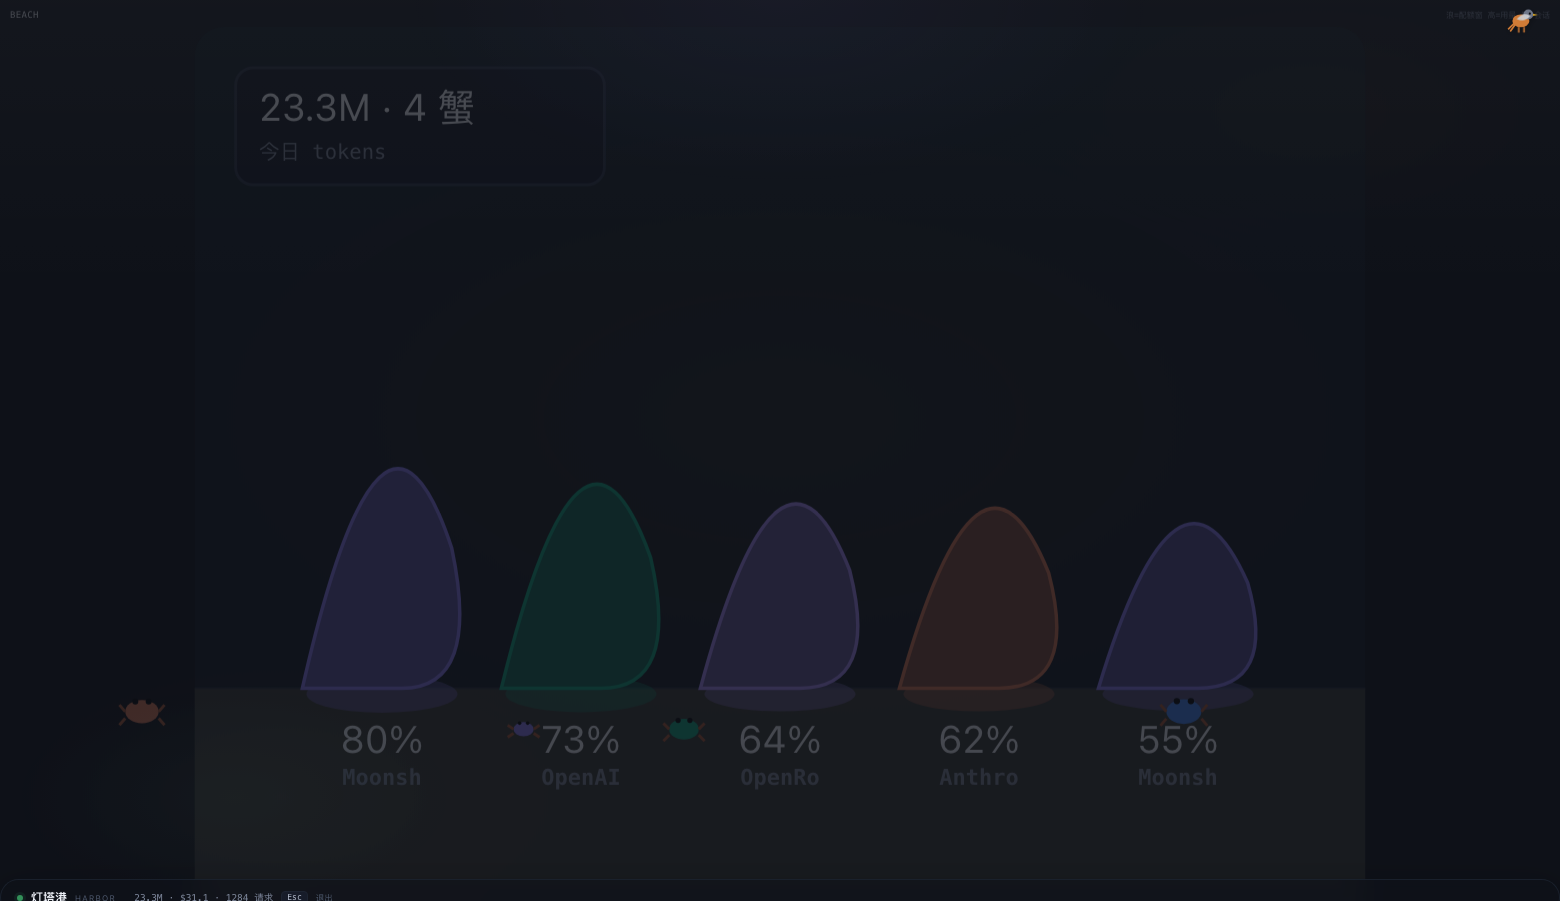 BEACH
23.3M · 4 蟹
今日 tokens
80%
73%
64%
62%
55%
Moonsh
OpenAI
OpenRo
Anthro
Moonsh
灯塔港 HARBOR 23.3M · $31.1 · 1284 请求 Esc 退出